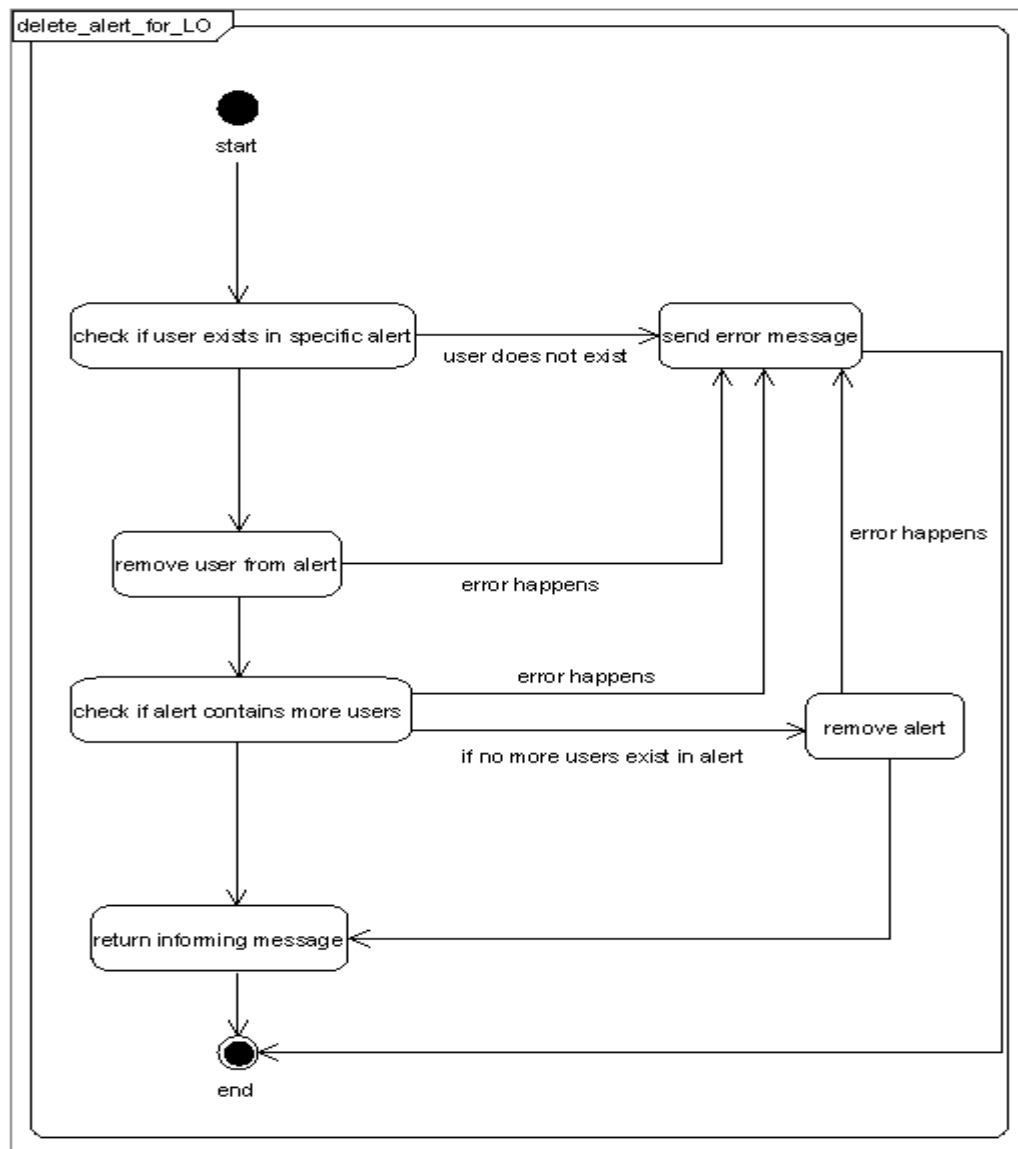 delete_alert_for_LO
start
check if user exists in specific alert
user does not exist
send error message
error happens
remove user from alert
error happens
error happens
check if alert contains more users
if no more users exist in alert
remove alert
return informing message
end